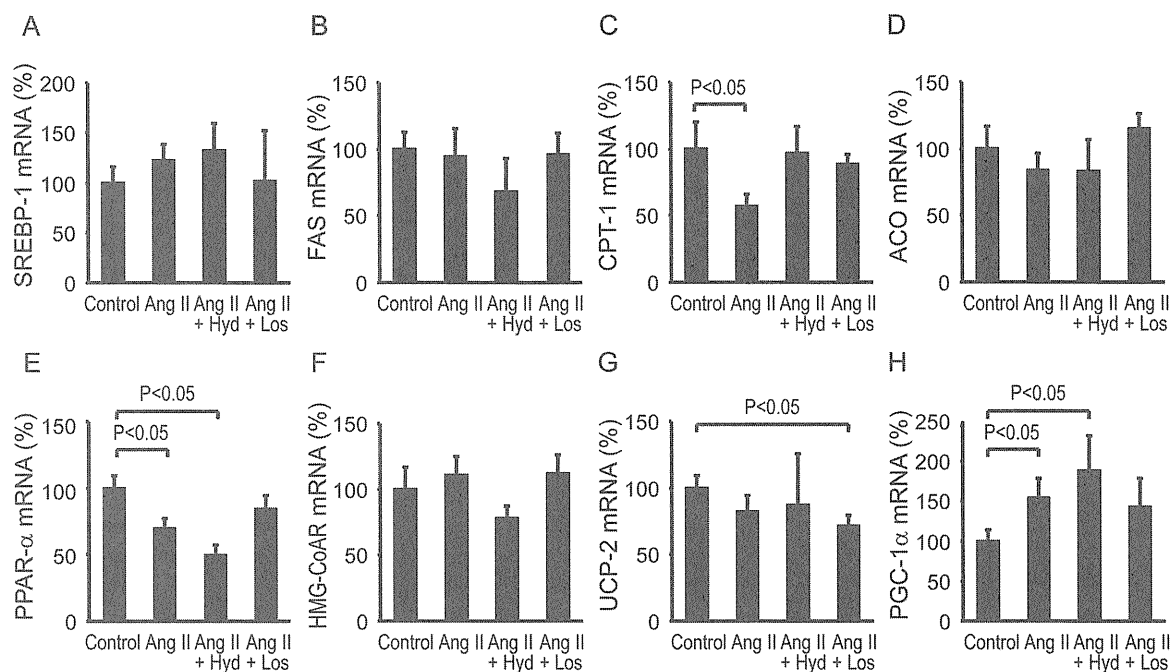 A
SREBP-1 mRNA (%)
200
150
100
50
0
Control Ang II Ang II Ang II
+ Hyd + Los
B
FAS mRNA (%)
150
100
50
0
Control Ang II Ang II Ang II
+ Hyd + Los
C
CPT-1 mRNA (%)
150
100
50
0
P<0.05
Control Ang II Ang II Ang II
+ Hyd + Los
D
ACO mRNA (%)
150
100
50
0
Control Ang II Ang II Ang II
+ Hyd + Los
E
PPAR-α mRNA (%)
150
100
50
0
P<0.05
P<0.05
Control Ang II Ang II Ang II
+ Hyd + Los
F
HMG-CoAR mRNA (%)
150
100
50
0
Control Ang II Ang II Ang II
+ Hyd + Los
G
UCP-2 mRNA (%)
150
100
50
0
P<0.05
Control Ang II Ang II Ang II
+ Hyd + Los
H
PGC-1α mRNA (%)
250
200
150
100
50
0
P<0.05
P<0.05
Control Ang II Ang II Ang II
+ Hyd + Los